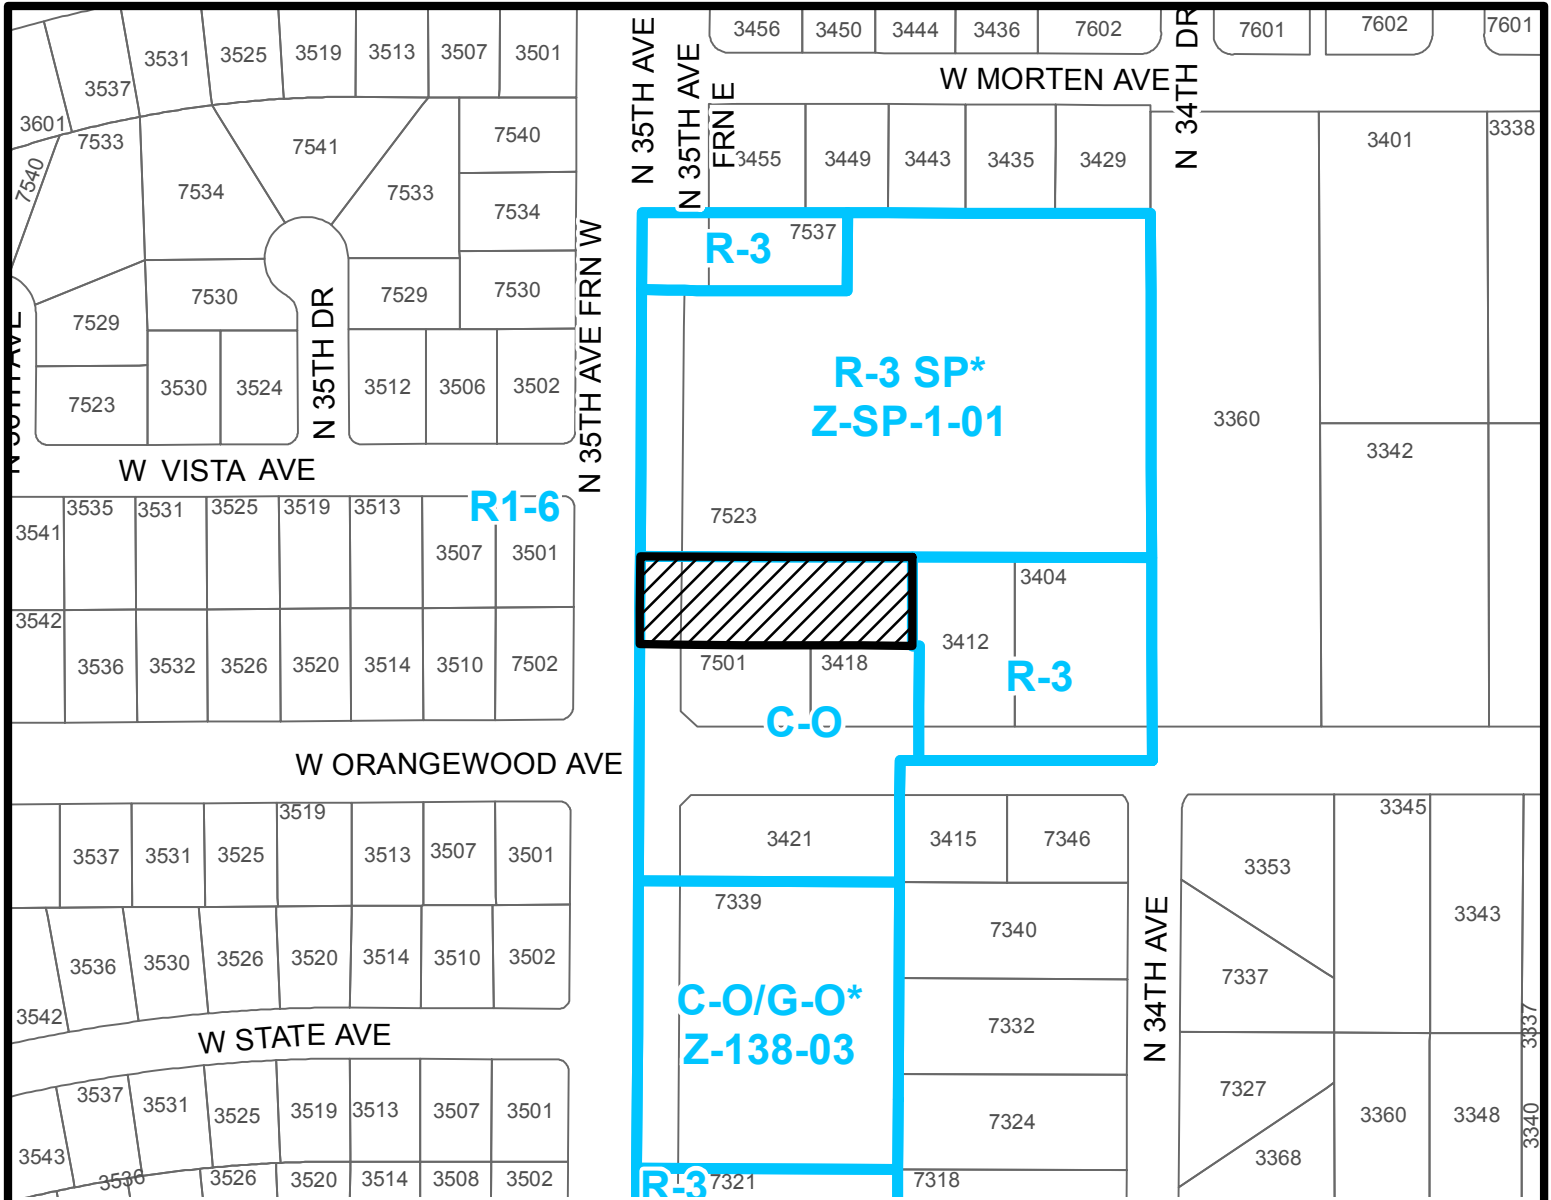 3456 3450 3444 3436 7602 7601 7602 7601
3531 3525 3519 3513 3507 3501
3537
3601
W MORTEN AVE
N 35TH AVE
N 35TH AVE
FRN E
N 34TH DR
7533 7541 7540
7540
7534 7533 7534
3455 3449 3443 3435 3429
3401 3338
R-3
7537
7530 7529 7530
7529
N 35TH DR
N 35TH AVE FRN W
7523 3530 3524 3512 3506 3502
R-3 SP*
Z-SP-1-01
3360
3342
W VISTA AVE
R1-6
3541 3535 3531 3525 3519 3513 3507 3501
7523
3404
3542 3536 3532 3526 3520 3514 3510 7502
7501 3418 3412
R-3
C-O
W ORANGEWOOD AVE
3519
3537 3531 3525 3513 3507 3501
3421 3415 7346
3345
3353
7339
7340
3343
3542 3536 3530 3526 3520 3514 3510 3502
7337
C-O/G-O*
Z-138-03
7332
N 34TH AVE
3337
W STATE AVE
3543 3537 3531 3525 3519 3513 3507 3501
7324
7327
3360 3348
3340
3368
3536 3526 3520 3514 3508 3502
R-3
7321 7318